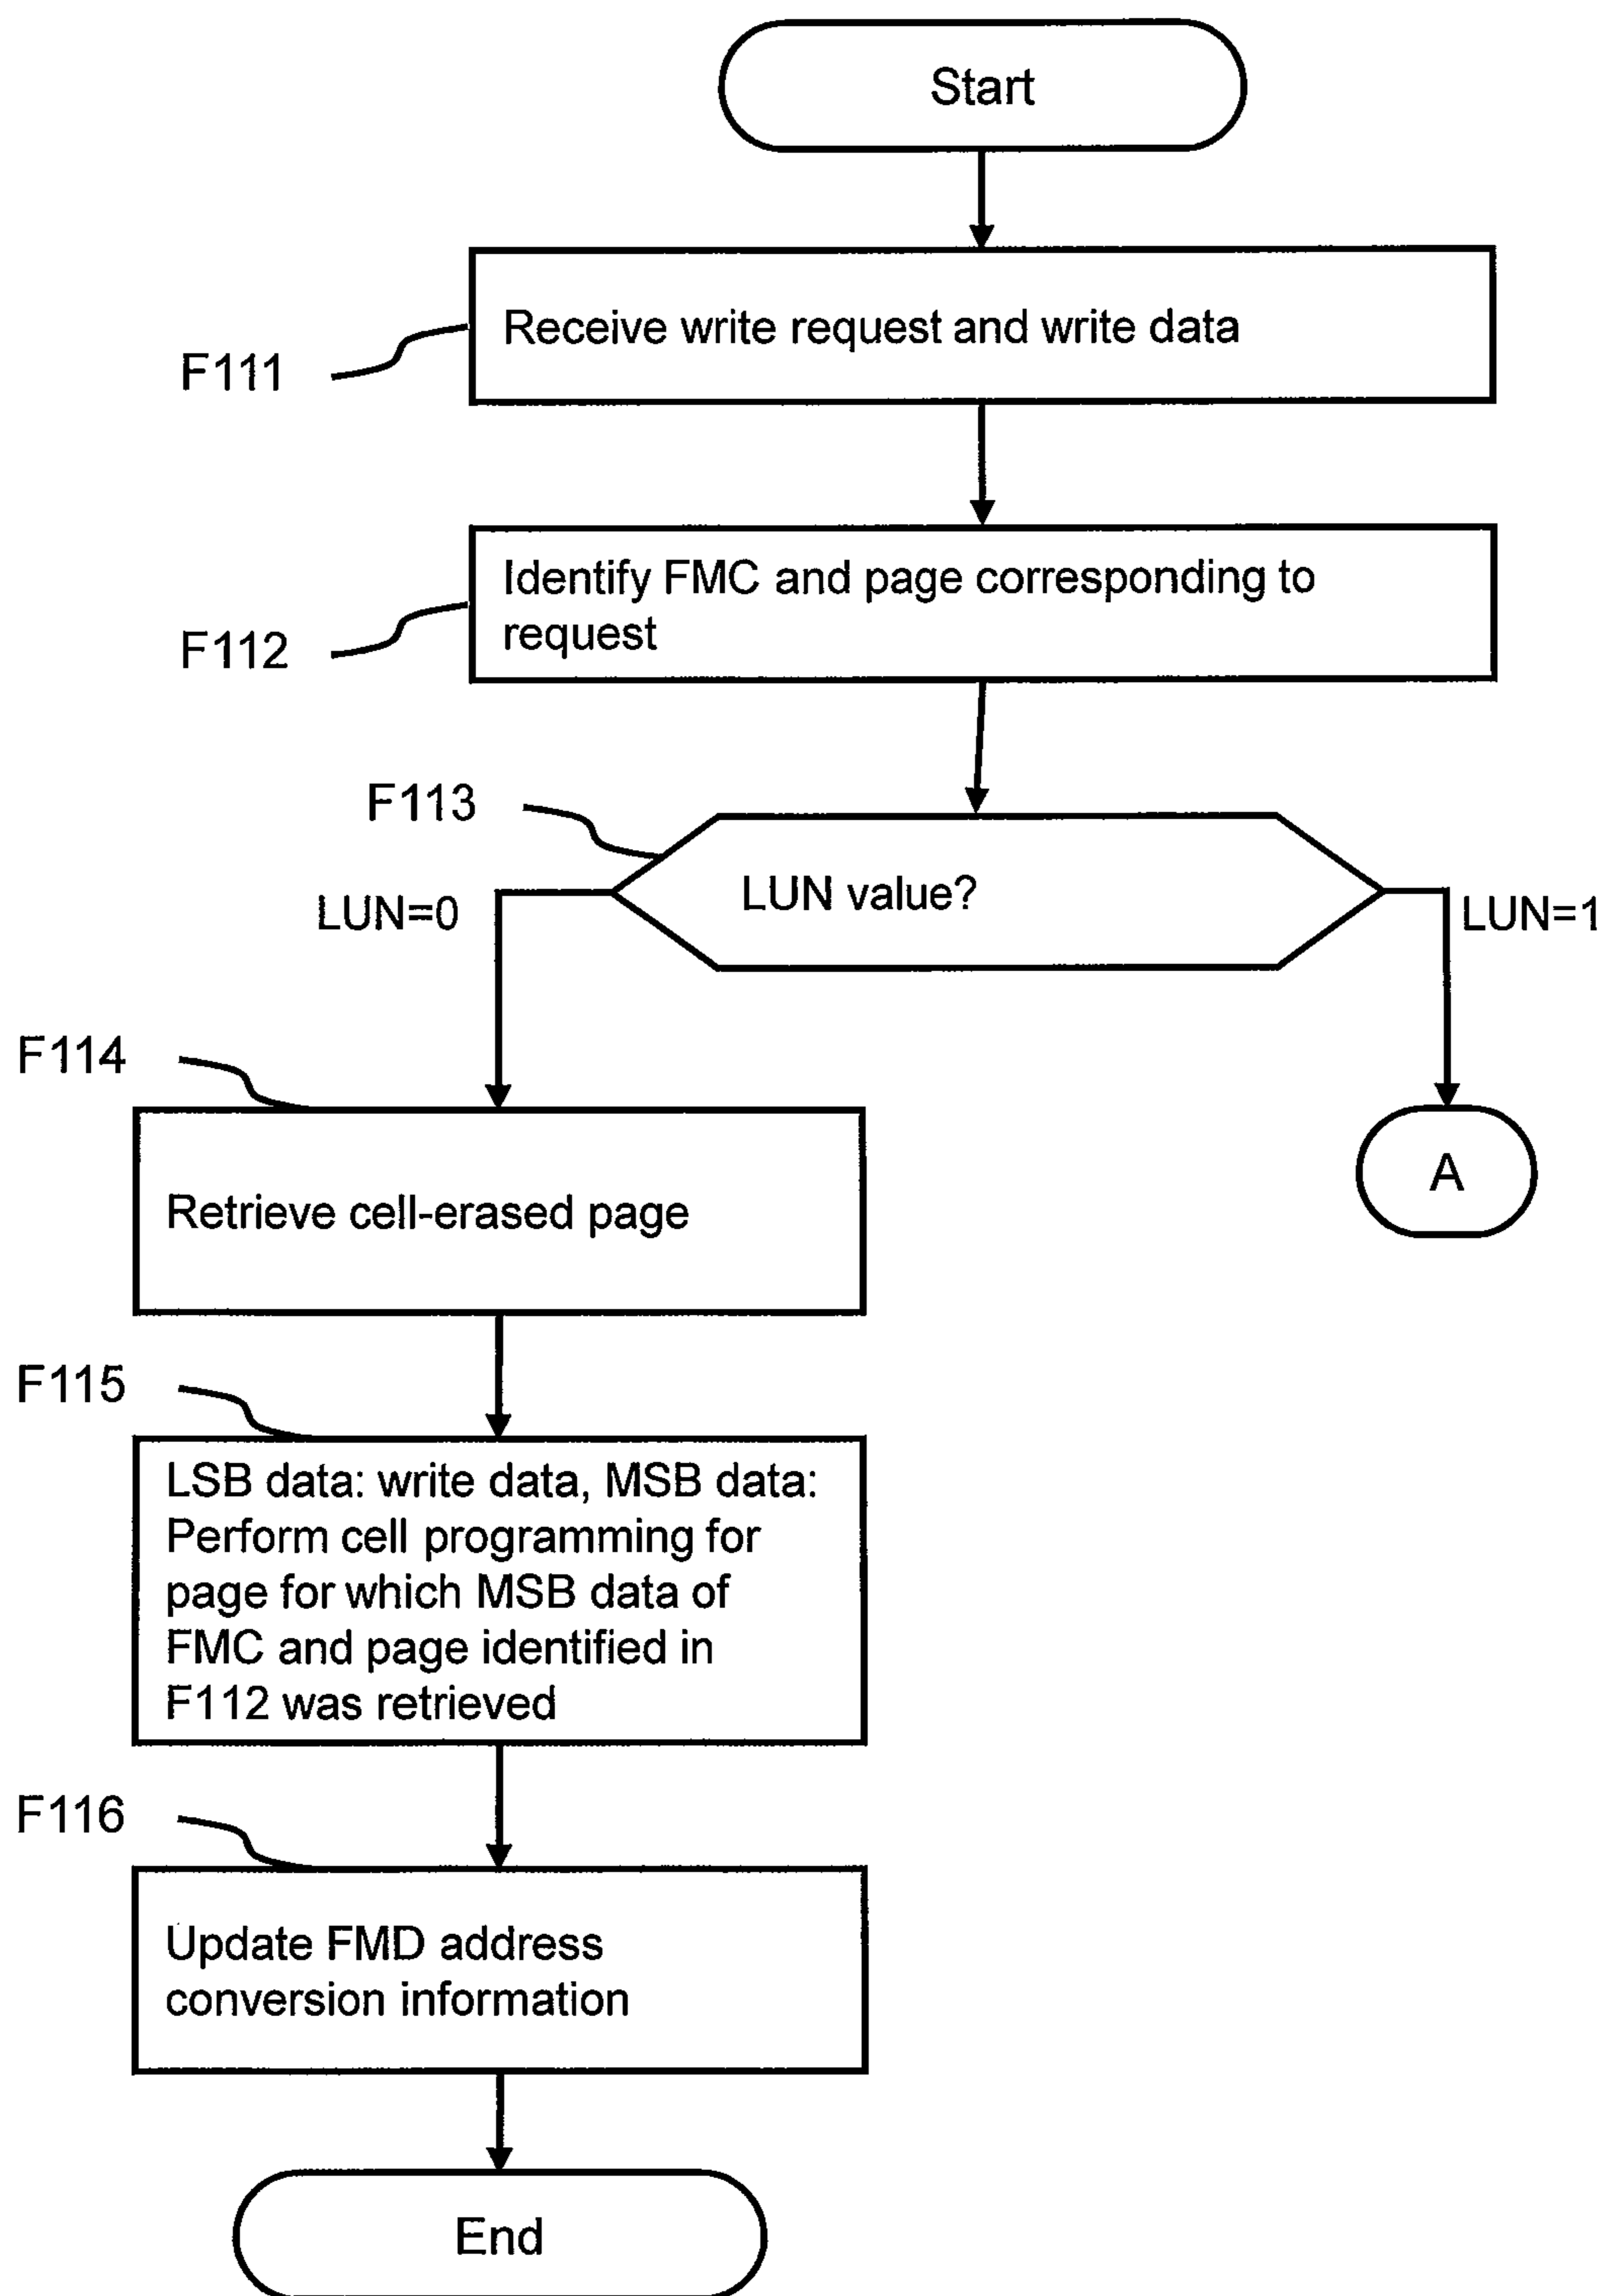 Start
Receive write request and write data
F111
Identify FMC and page corresponding to
request
F112
F113
LUN value?
LUN=0
LUN=1
F114
Retrieve cell-erased page
A
F115
LSB data: write data, MSB data:
Perform cell programming for
page for which MSB data of
FMC and page identified in
F112 was retrieved
F116
Update FMD address
conversion information
End